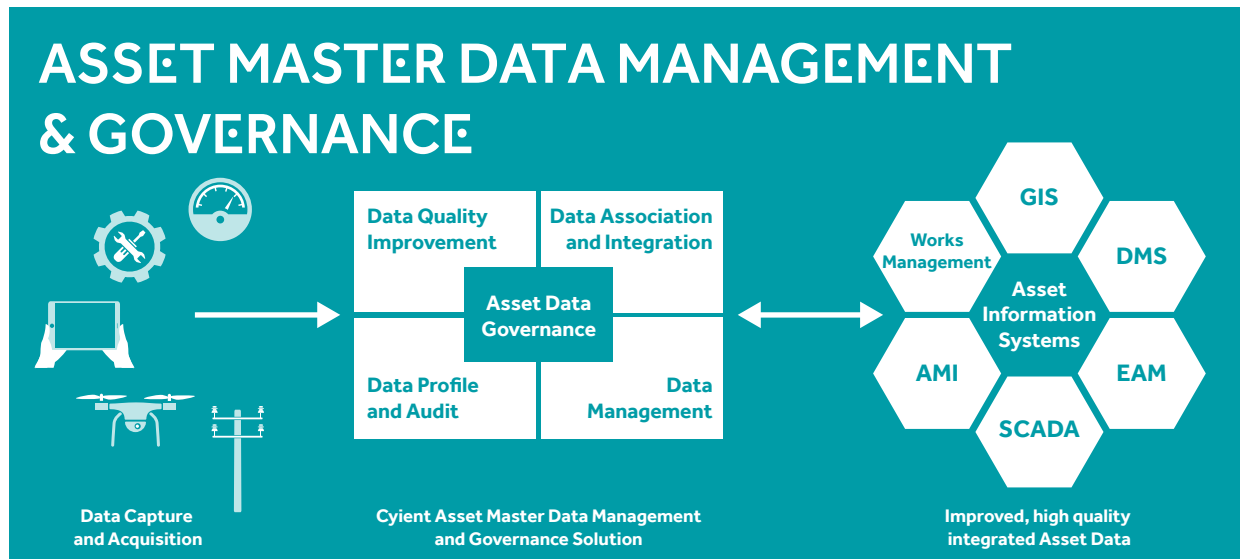 ASSET MASTER DATA MANAGEMENT
& GOVERNANCE
Data Quality
Improvement
Data Association
and Integration
Asset Data
Governance
Data Profile
and Audit
Data
Management
GIS
Works
Management
DMS
Asset
Information
Systems
AMI
EAM
SCADA
Data Capture
and Acquisition
Cyient Asset Master Data Management
and Governance Solution
Improved, high quality
integrated Asset Data